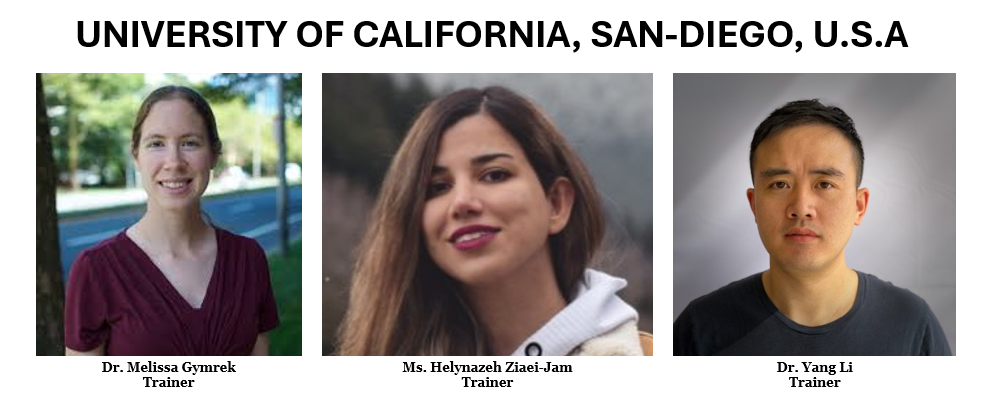 UNIVERSITY OF CALIFORNIA, SAN-DIEGO, U.S.A
Dr. Melissa Gymrek
Trainer
Ms. Helynazeh Ziaei-Jam
Trainer
Dr. Yang Li
Trainer